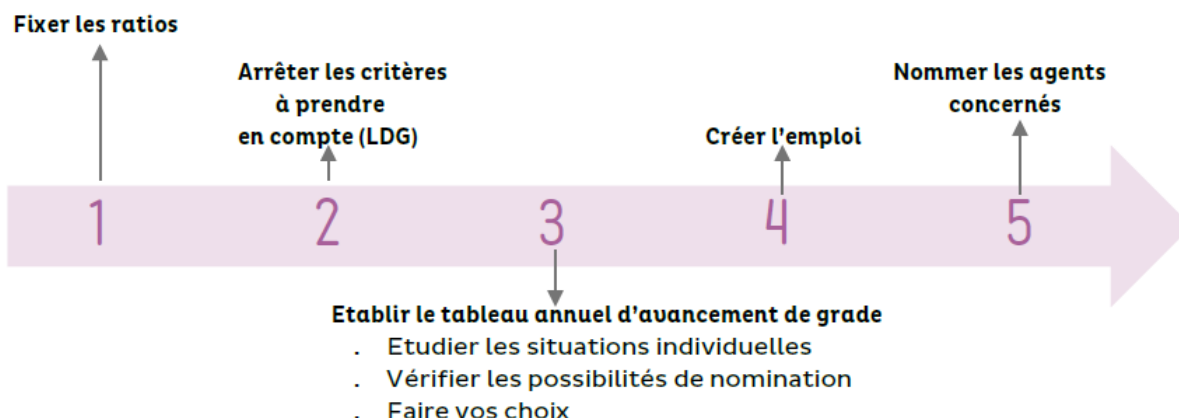 Fixer les ratios
Arrêter les critères
à prendre
en compte (LDG)
Nommer les agents
concernés
Créer l'emploi
1
2
3
4
5
Etablir le tableau annuel d'avancement de grade
. Etudier les situations individuelles
. Vérifier les possibilités de nomination
. Faire vos choix